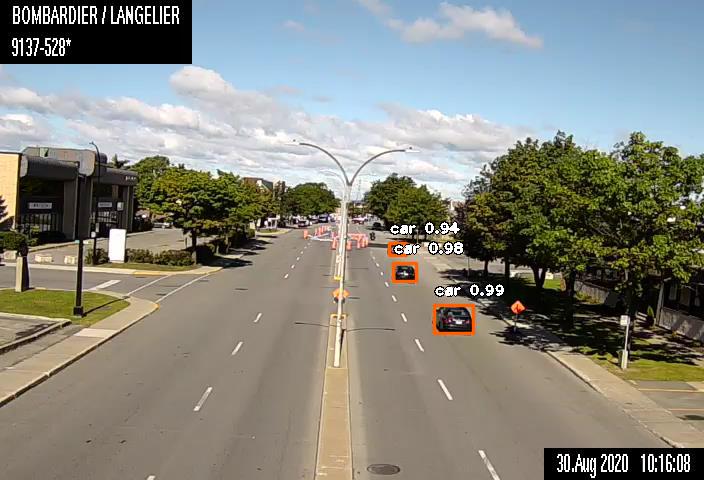 BOMBARDIER / LANGELIER
9137-528*
car 0.94
car 0.98
car 0.99
30.Aug 2020 10:16:08